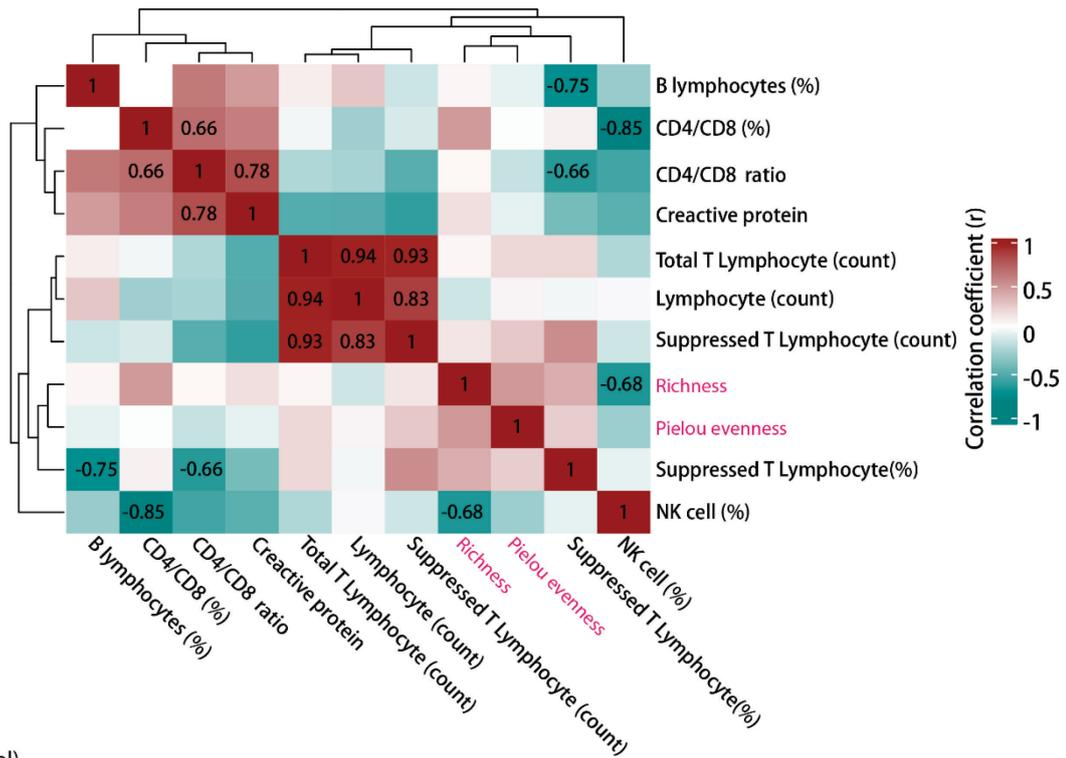 1 -0.75 B lymphocytes (%)
1 0.66 -0.85 CD4/CD8 (%)
0.66 1 0.78 -0.66 CD4/CD8 ratio
0.78 1 Creactive protein
1 0.94 0.93 Total T Lymphocyte (count)
0.94 1 0.83 Lymphocyte (count)
0.93 0.83 1 Suppressed T Lymphocyte (count)
1 -0.68 Richness
1 Pielou evenness
-0.75 -0.66 1 Suppressed T Lymphocyte(%)
-0.85 -0.68 1 NK cell (%)
B lymphocytes (%)
CD4/CD8 (%)
CD4/CD8 ratio
Creactive protein
Total T Lymphocyte (count)
Lymphocyte (count)
Suppressed T Lymphocyte (count)
Richness
Pielou evenness
Suppressed T Lymphocyte(%)
NK cell (%)
Correlation coefficient (r)
1
0.5
0
-0.5
-1